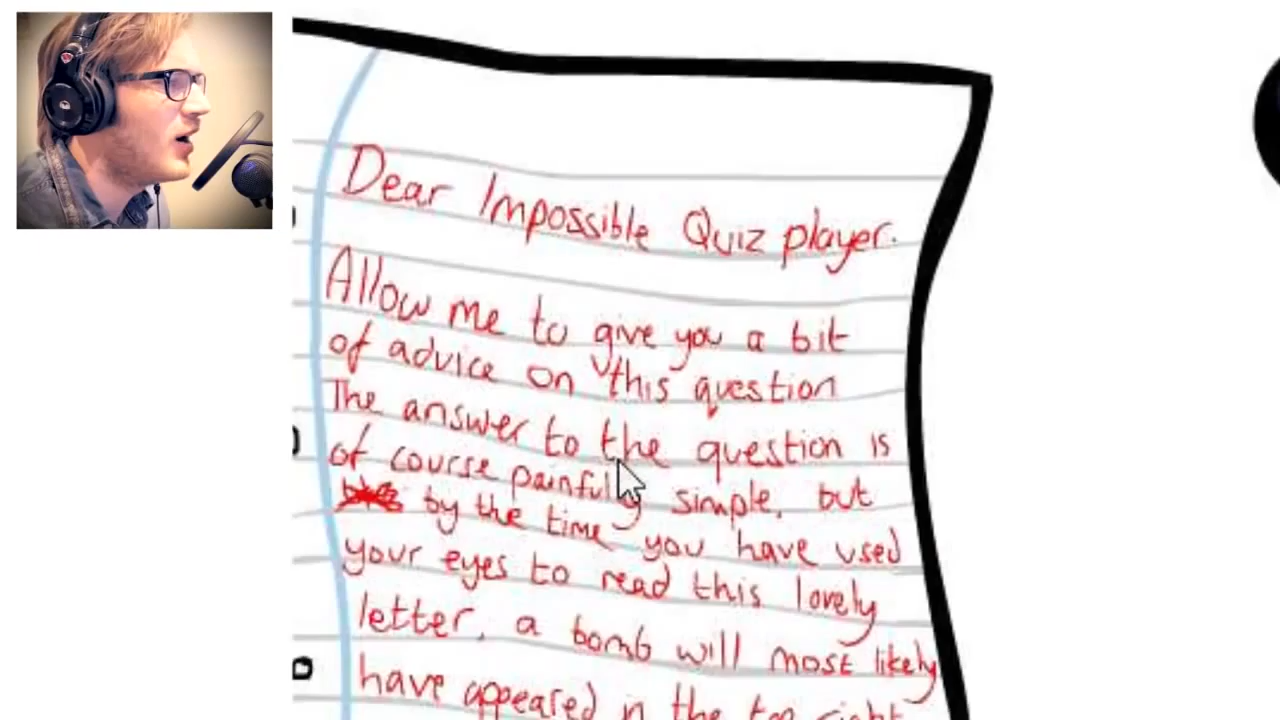 Dear Impossible Quiz player.
Allow me to give you a bit
of advice on this question
The answer to the question is
of course painfully simple, but
by the time you have used
your eyes to read this lovely
letter, a bomb will most likely
have appeared in the top right